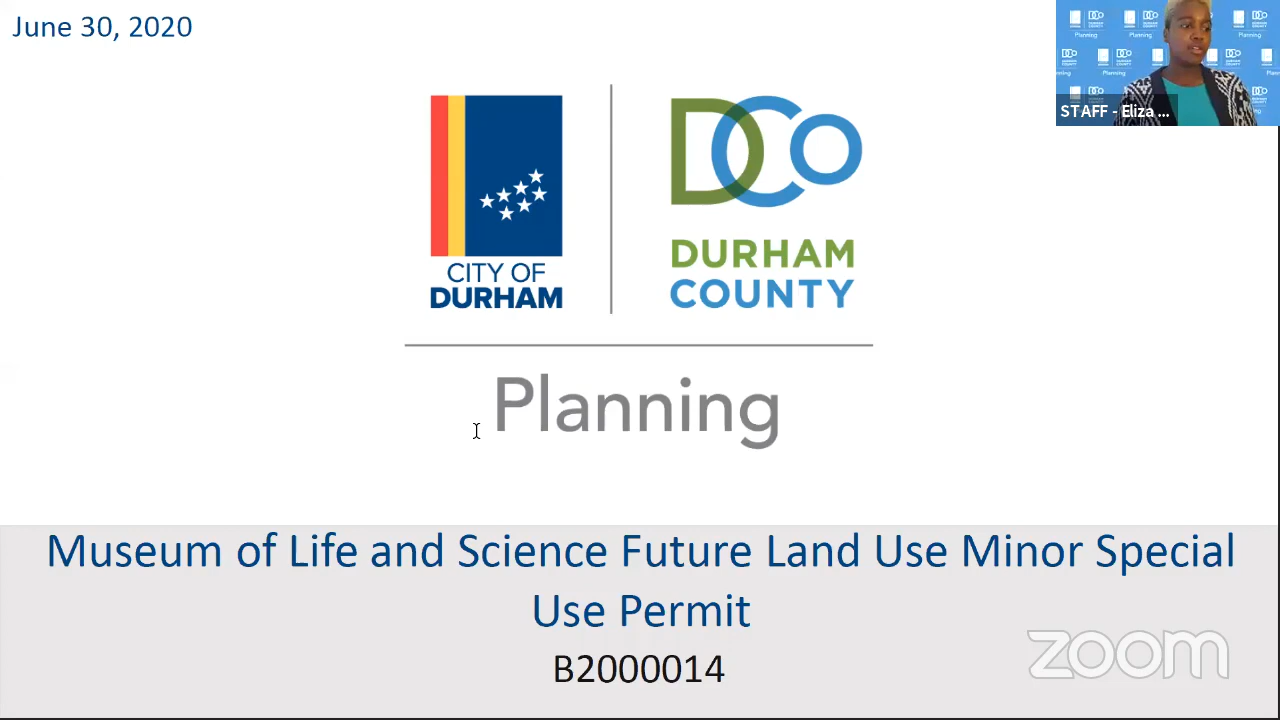 June 30, 2020
STAFF - Eliza ...
CITY OF
DURHAM
DCo
DURHAM
COUNTY
Planning
Museum of Life and Science Future Land Use Minor Special
Use Permit
B2000014
zoom